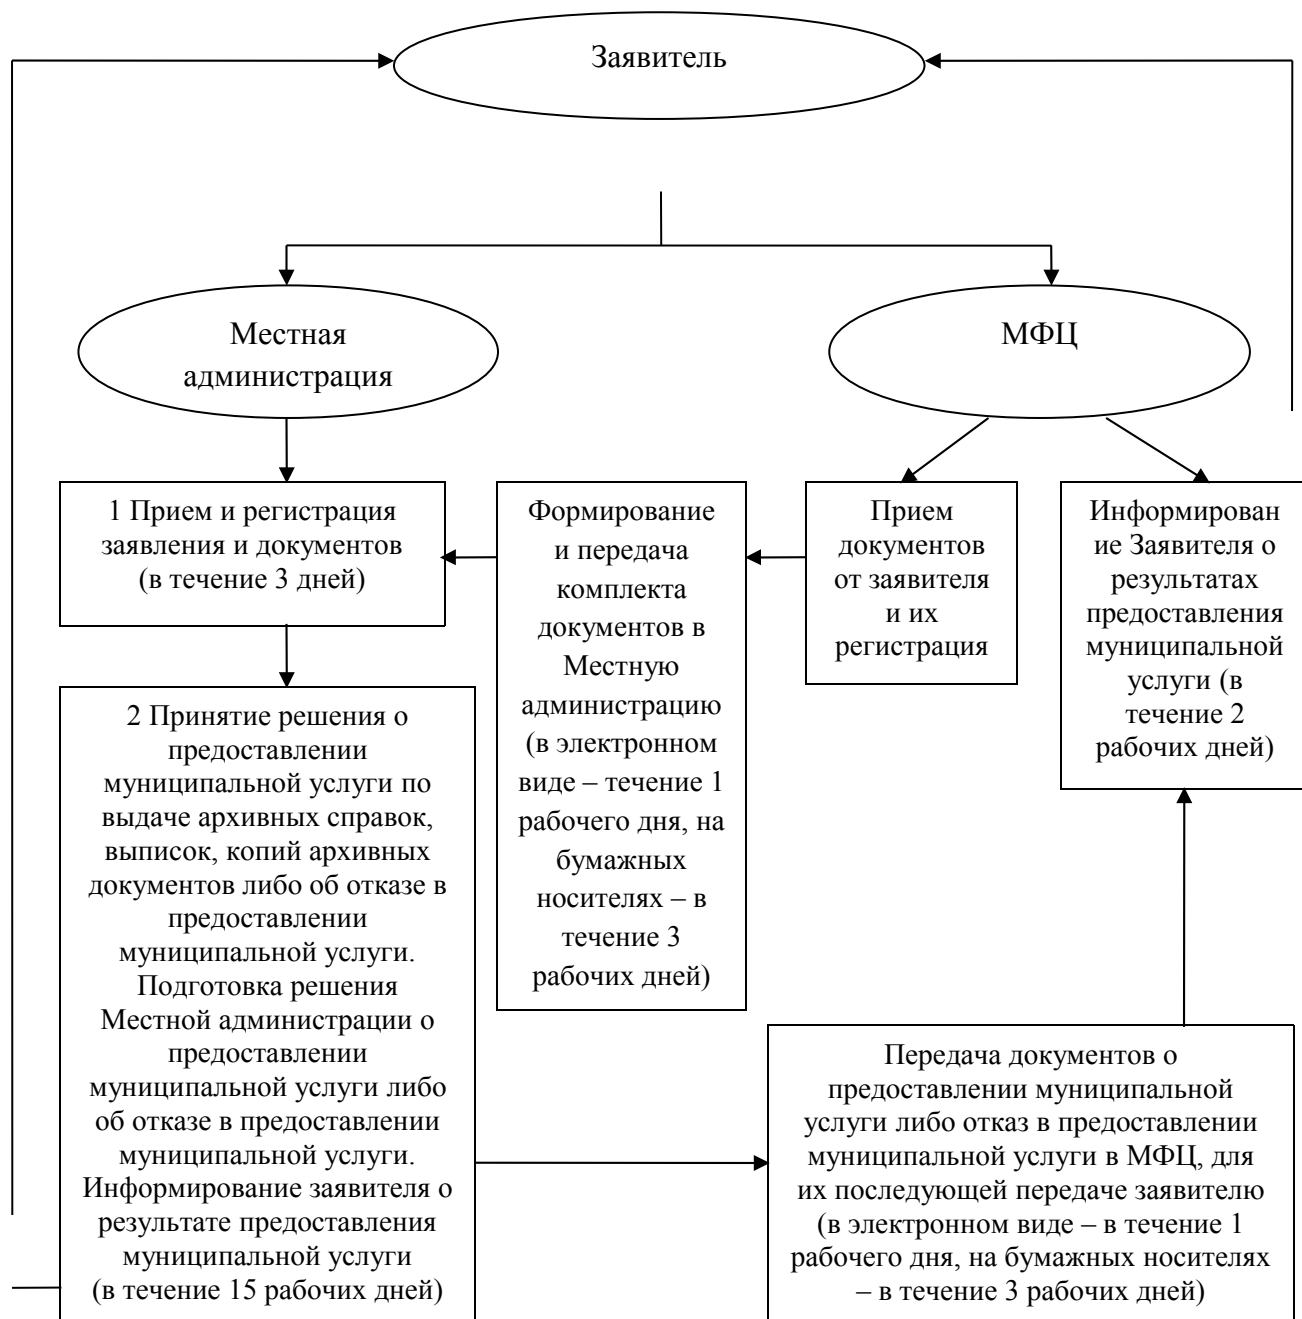 Заявитель
Местная
администрация
МФЦ
1 Прием и регистрация
заявления и документов
(в течение 3 дней)
Формирование
и передача
комплекта
документов в
Местную
администрацию
(в электронном
виде – течение 1
рабочего дня, на
бумажных
носителях – в
течение 3
рабочих дней)
Прием
документов
от заявителя
и их
регистрация
Информирован
ие Заявителя о
результатах
предоставления
муниципальной
услуги (в
течение 2
рабочих дней)
2 Принятие решения о
предоставлении
муниципальной услуги по
выдаче архивных справок,
выписок, копий архивных
документов либо об отказе в
предоставлении
муниципальной услуги.
Подготовка решения
Местной администрации о
предоставлении
муниципальной услуги либо
об отказе в предоставлении
муниципальной услуги.
Информирование заявителя о
результате предоставления
муниципальной услуги
(в течение 15 рабочих дней)
Передача документов о
предоставлении муниципальной
услуги либо отказ в предоставлении
муниципальной услуги в МФЦ, для
их последующей передаче заявителю
(в электронном виде – в течение 1
рабочего дня, на бумажных носителях
– в течение 3 рабочих дней)